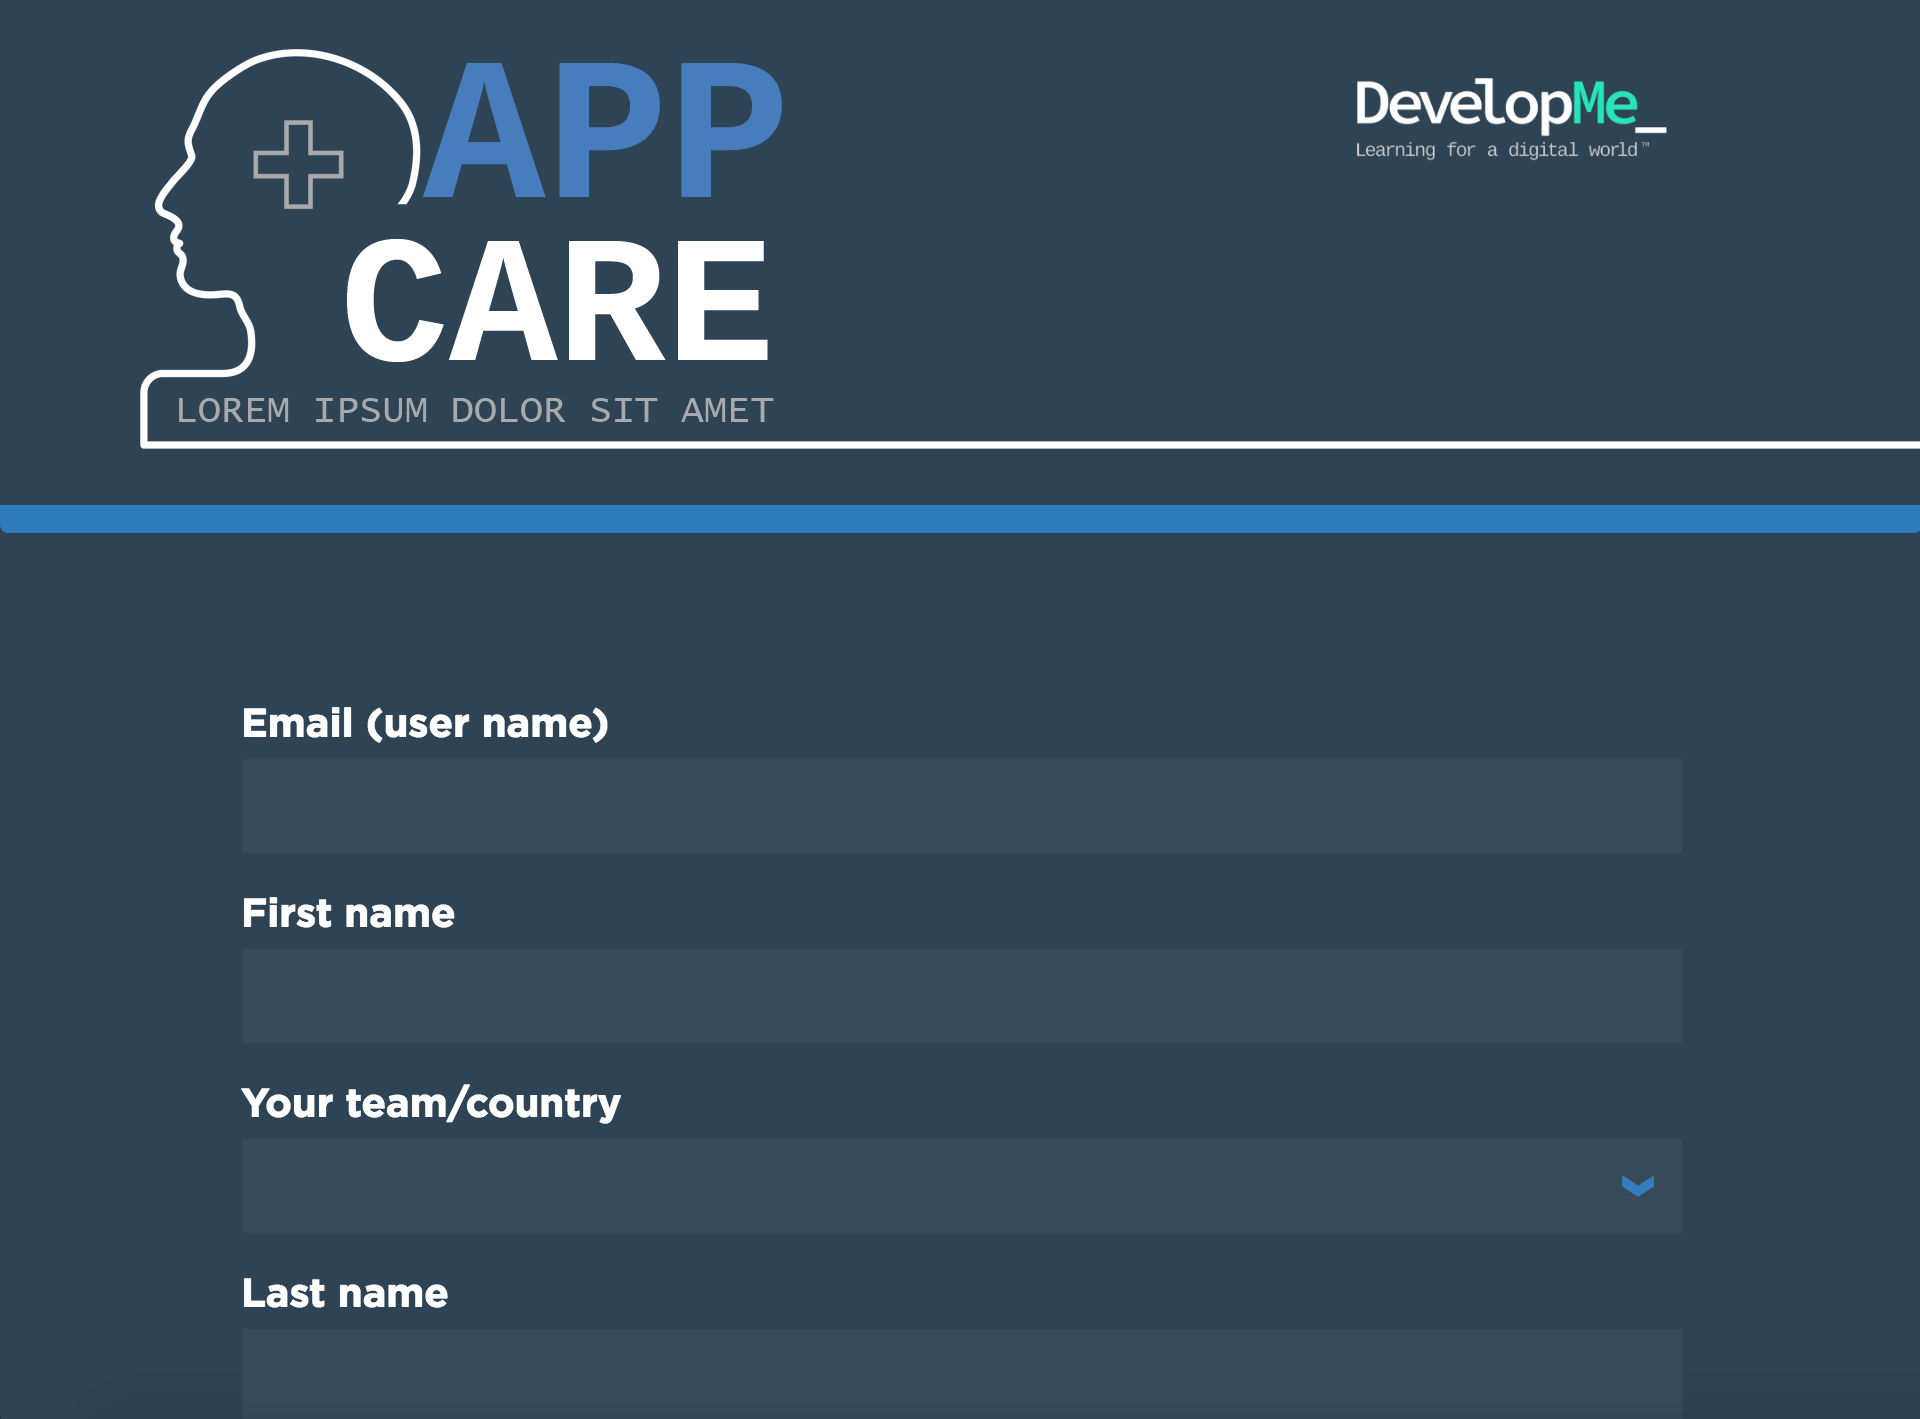 APP
CARE
LOREM IPSUM DOLOR SIT AMET
DevelopMe_
Learning for a digital world™
Email (user name)
First name
Your team/country
Last name